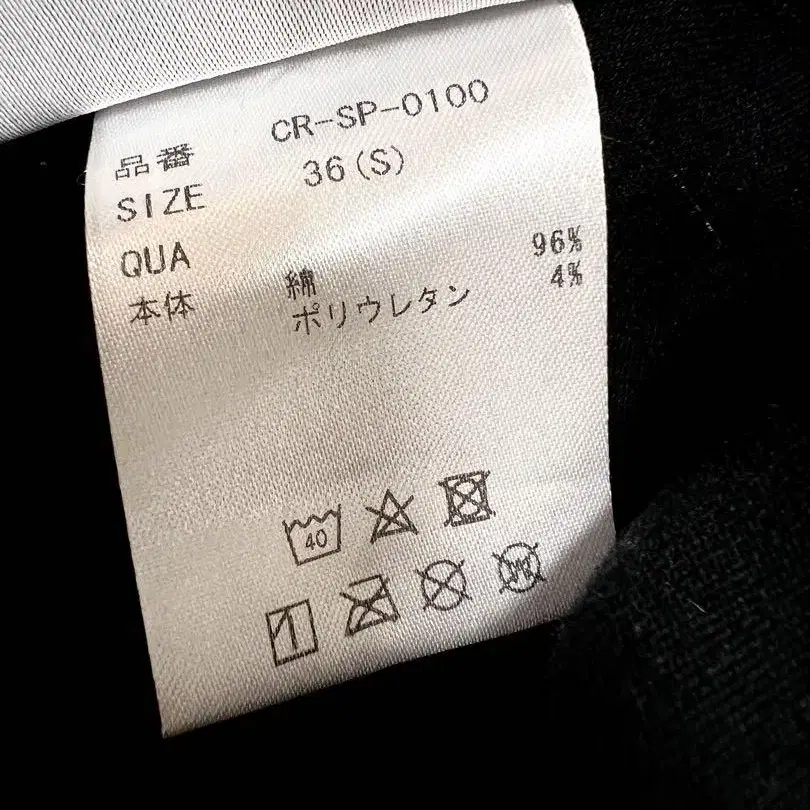 品番 CR-SP-0100
SIZE 36(S)
QUA
本体 綿 96%
ポリウレタン 4%
40
W